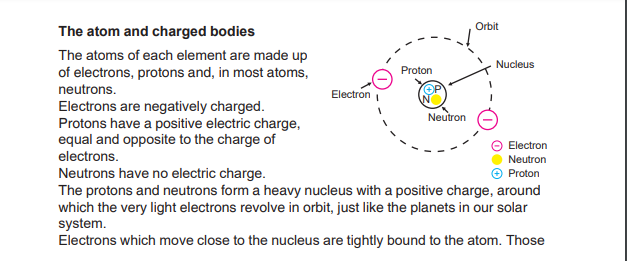 The atom and charged bodies
The atoms of each element are made up
of electrons, protons and, in most atoms,
neutrons.
Electrons are negatively charged.
Protons have a positive electric charge,
equal and opposite to the charge of
electrons.
Neutrons have no electric charge.
Orbit
Nucleus
Proton
Electron
P
N
Neutron
Electron
Neutron
Proton
The protons and neutrons form a heavy nucleus with a positive charge, around
which the very light electrons revolve in orbit, just like the planets in our solar
system.
Electrons which move close to the nucleus are tightly bound to the atom. Those